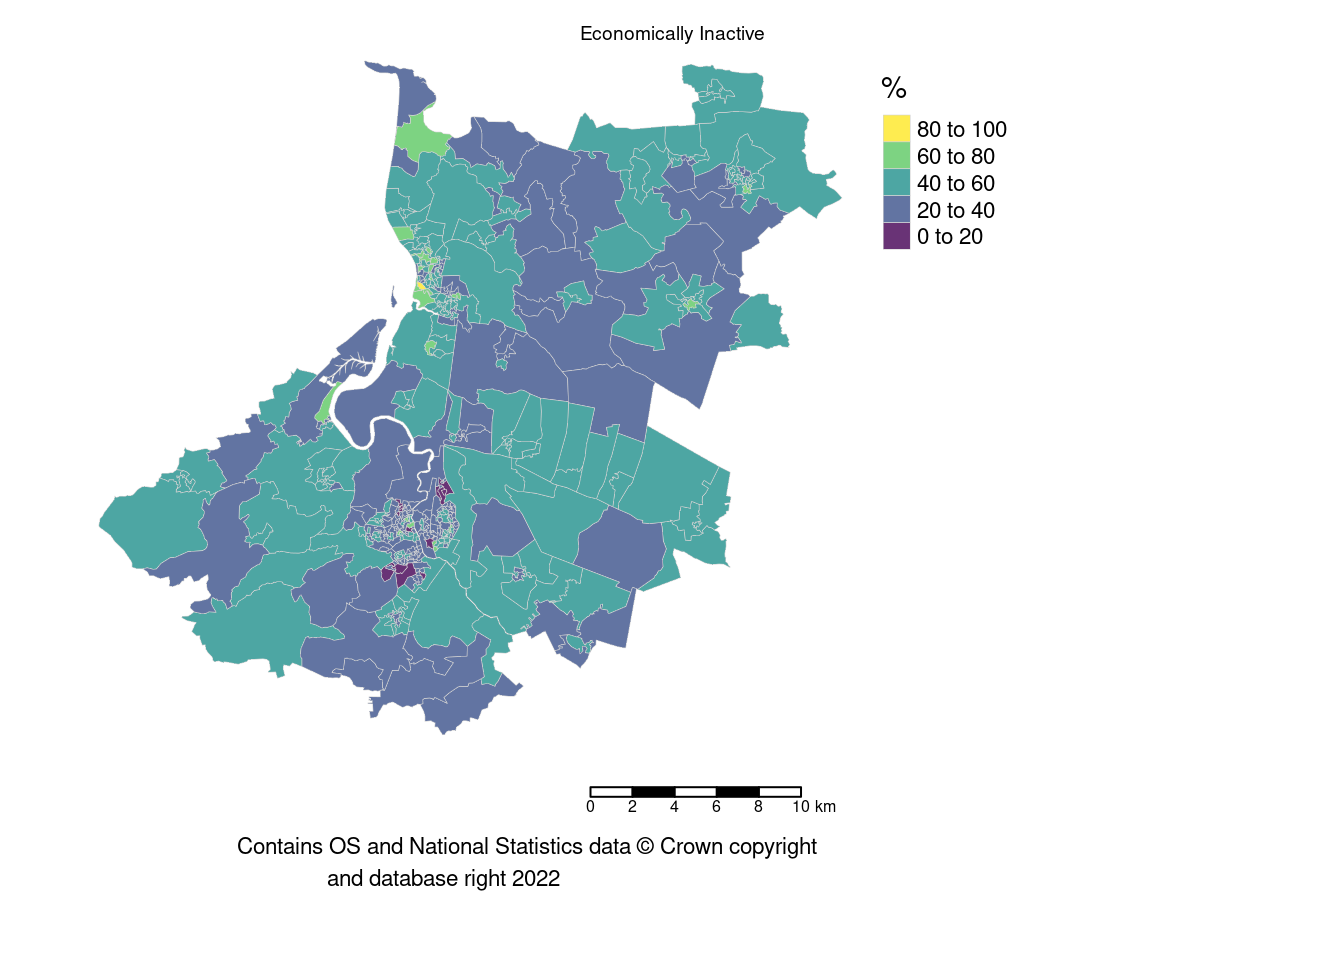 Economically Inactive
%
80 to 100
60 to 80
40 to 60
20 to 40
0 to 20
0 2 4 6 8 10 km
Contains OS and National Statistics data © Crown copyright
and database right 2022